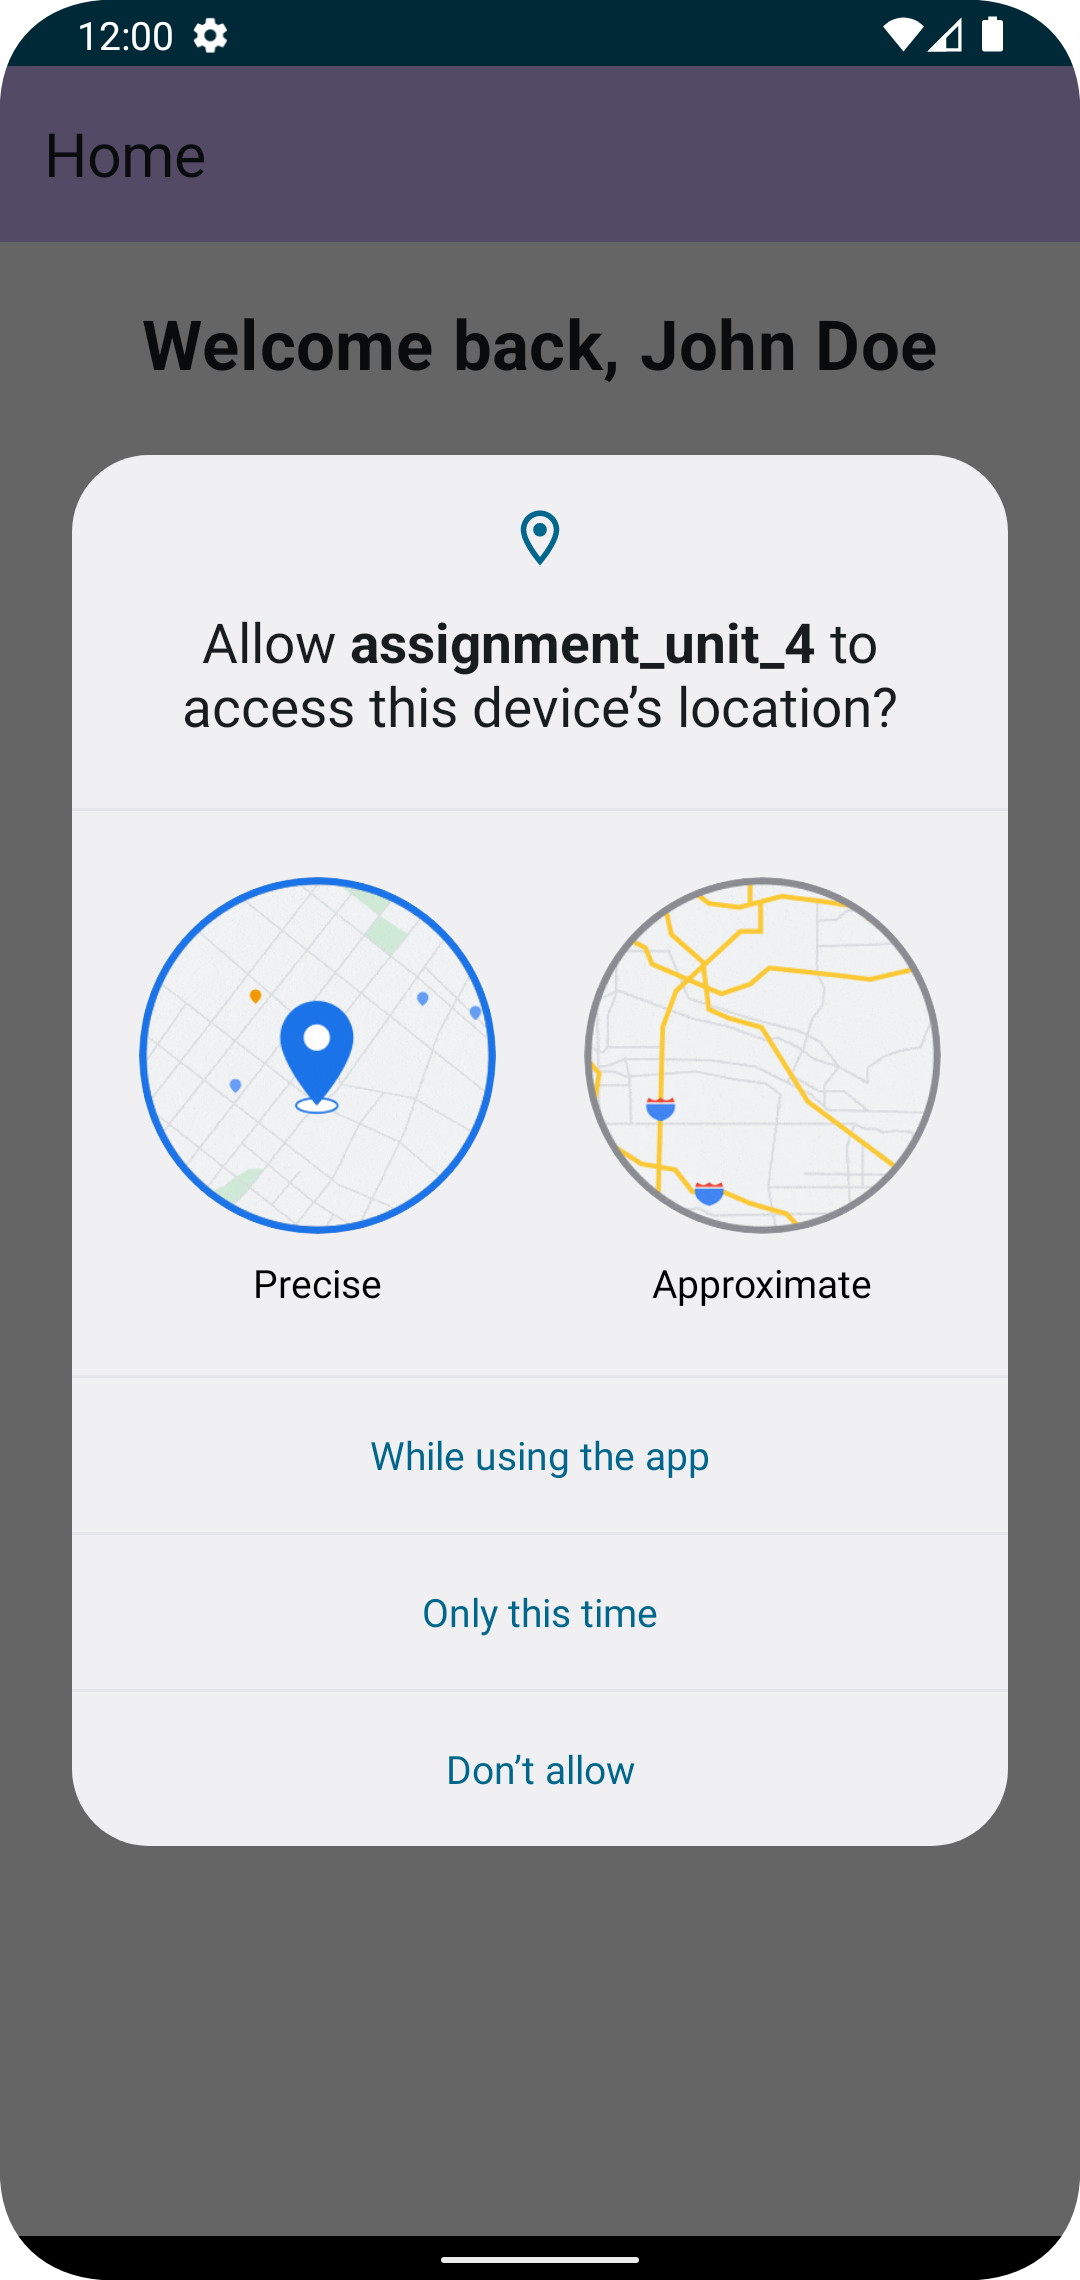 12:00
Home
Welcome back, John Doe
Allow assignment_unit_4 to
access this device’s location?
Precise
Approximate
While using the app
Only this time
Don’t allow